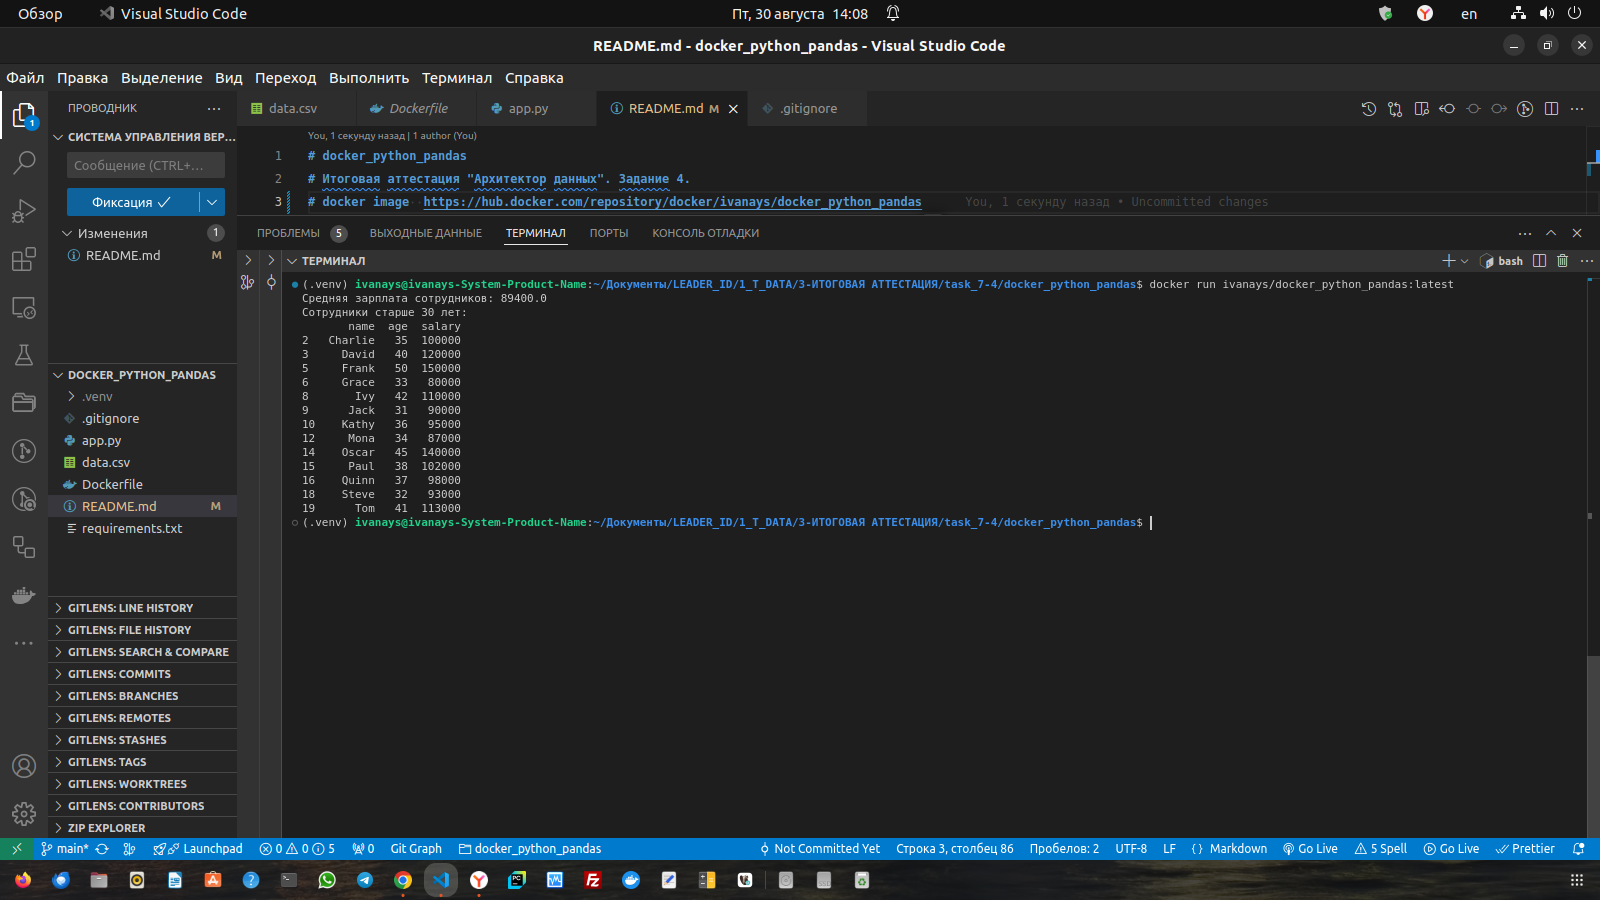 Обзор
Visual Studio Code
Пт, 30 августа 14:08
en
README.md - docker_python_pandas - Visual Studio Code
Файл Правка Выделение Вид Переход Выполнить Терминал Справка
ПРОВОДНИК
data.csv
Dockerfile
app.py
README.md M
.gitignore
СИСТЕМА УПРАВЛЕНИЯ ВЕР...
Сообщение (CTRL+...
Фиксация
Изменения 1
README.md M
You, 1 секунду назад | 1 author (You)
1 # docker_python_pandas
2 # Итоговая аттестация "Архитектор данных". Задание 4.
3 # docker image https://hub.docker.com/repository/docker/ivanays/docker_python_pandas You, 1 секунду назад • Uncommitted changes
ПРОБЛЕМЫ 5 ВЫХОДНЫЕ ДАННЫЕ ТЕРМИНАЛ ПОРТЫ КОНСОЛЬ ОТЛАДКИ
ТЕРМИНАЛ
bash
(.venv) ivanays@ivanays-System-Product-Name:~/Документы/LEADER_ID/1_T_DATA/3-ИТОГОВАЯ АТТЕСТАЦИЯ/task_7-4/docker_python_pandas$ docker run ivanays/docker_python_pandas:latest
Средняя зарплата сотрудников: 89400.0
Сотрудники старше 30 лет:
name age salary
2 Charlie 35 100000
3 David 40 120000
5 Frank 50 150000
6 Grace 33 80000
8 Ivy 42 110000
9 Jack 31 90000
10 Kathy 36 95000
12 Mona 34 87000
14 Oscar 45 140000
15 Paul 38 102000
16 Quinn 37 98000
18 Steve 32 93000
19 Tom 41 113000
(.venv) ivanays@ivanays-System-Product-Name:~/Документы/LEADER_ID/1_T_DATA/3-ИТОГОВАЯ АТТЕСТАЦИЯ/task_7-4/docker_python_pandas$
1
DOCKER_PYTHON_PANDAS
.venv
.gitignore
app.py
data.csv
Dockerfile
README.md M
requirements.txt
GITLENS: LINE HISTORY
GITLENS: FILE HISTORY
GITLENS: SEARCH & COMPARE
GITLENS: COMMITS
GITLENS: BRANCHES
GITLENS: REMOTES
GITLENS: STASHES
GITLENS: TAGS
GITLENS: WORKTREES
GITLENS: CONTRIBUTORS
ZIP EXPLORER
main* Launchpad 0 0 5 0 Git Graph docker_python_pandas Not Committed Yet Строка 3, столбец 86 Пробелов: 2 UTF-8 LF { } Markdown Go Live 5 Spell Go Live Prettier